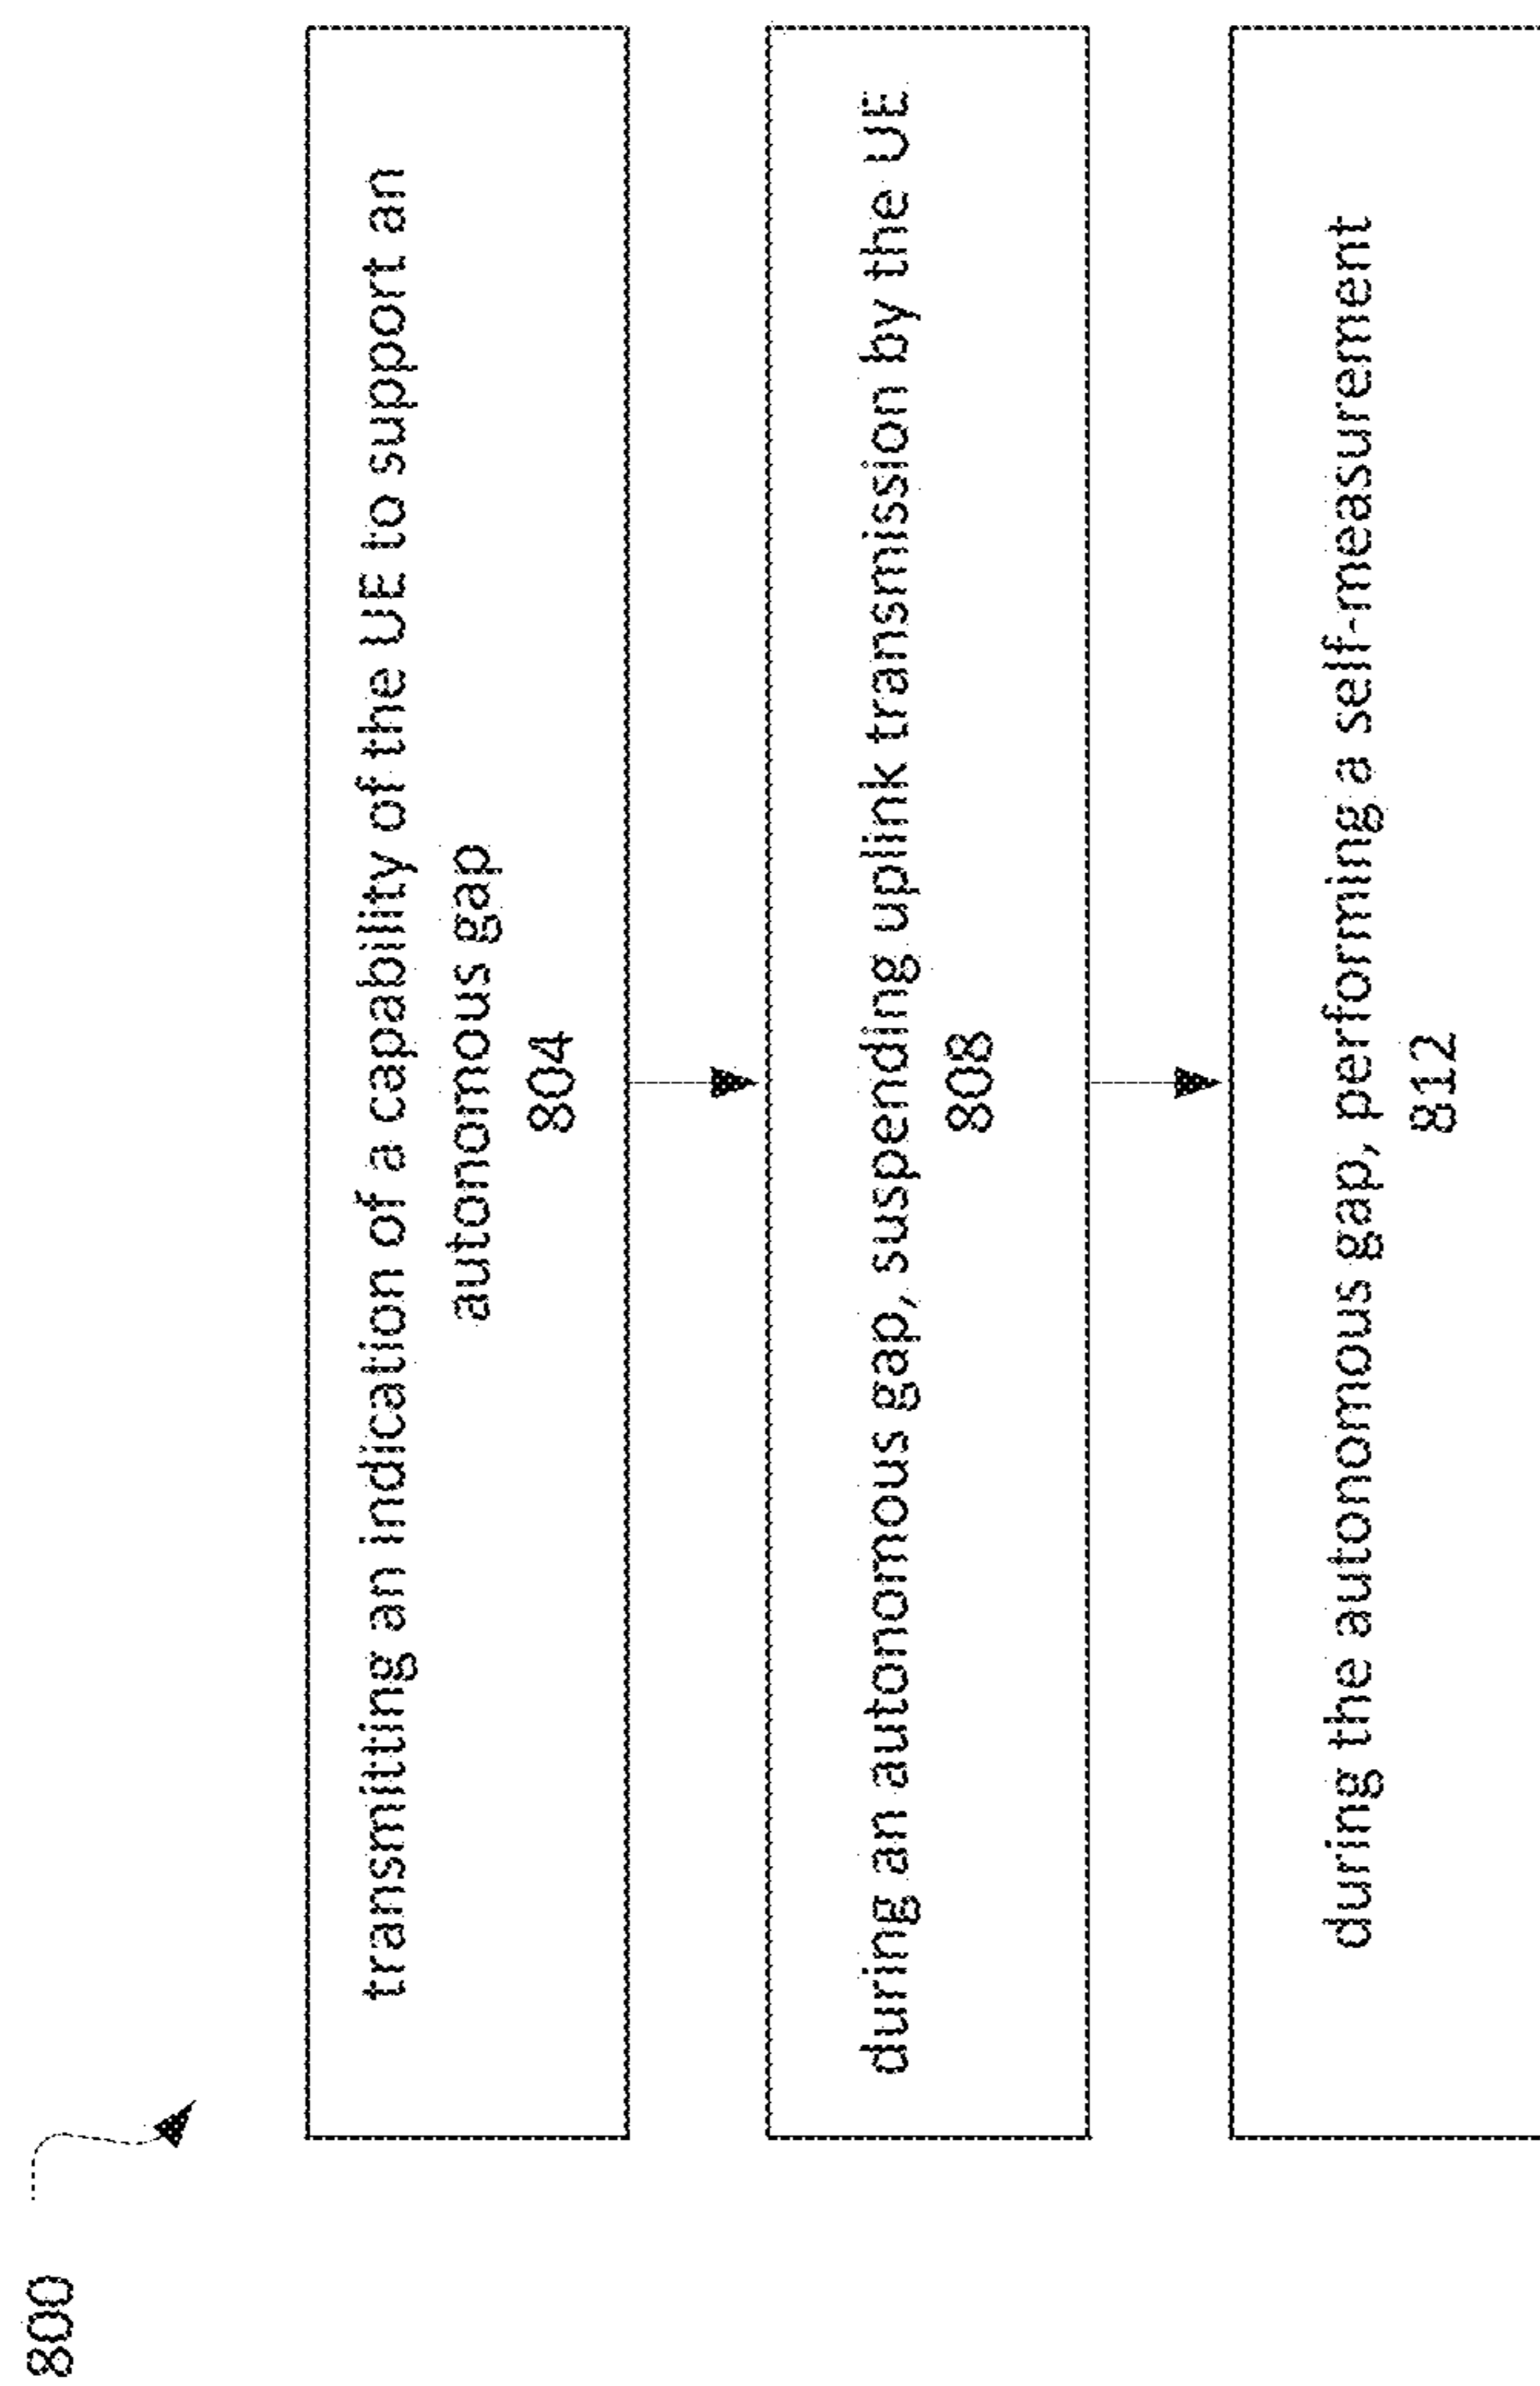 800
transmitting an indication of a capability of the UE to support an
autonomous gap
804
during an autonomous gap, suspending uplink transmission by the UE
808
during the autonomous gap, performing a self-measurement
812